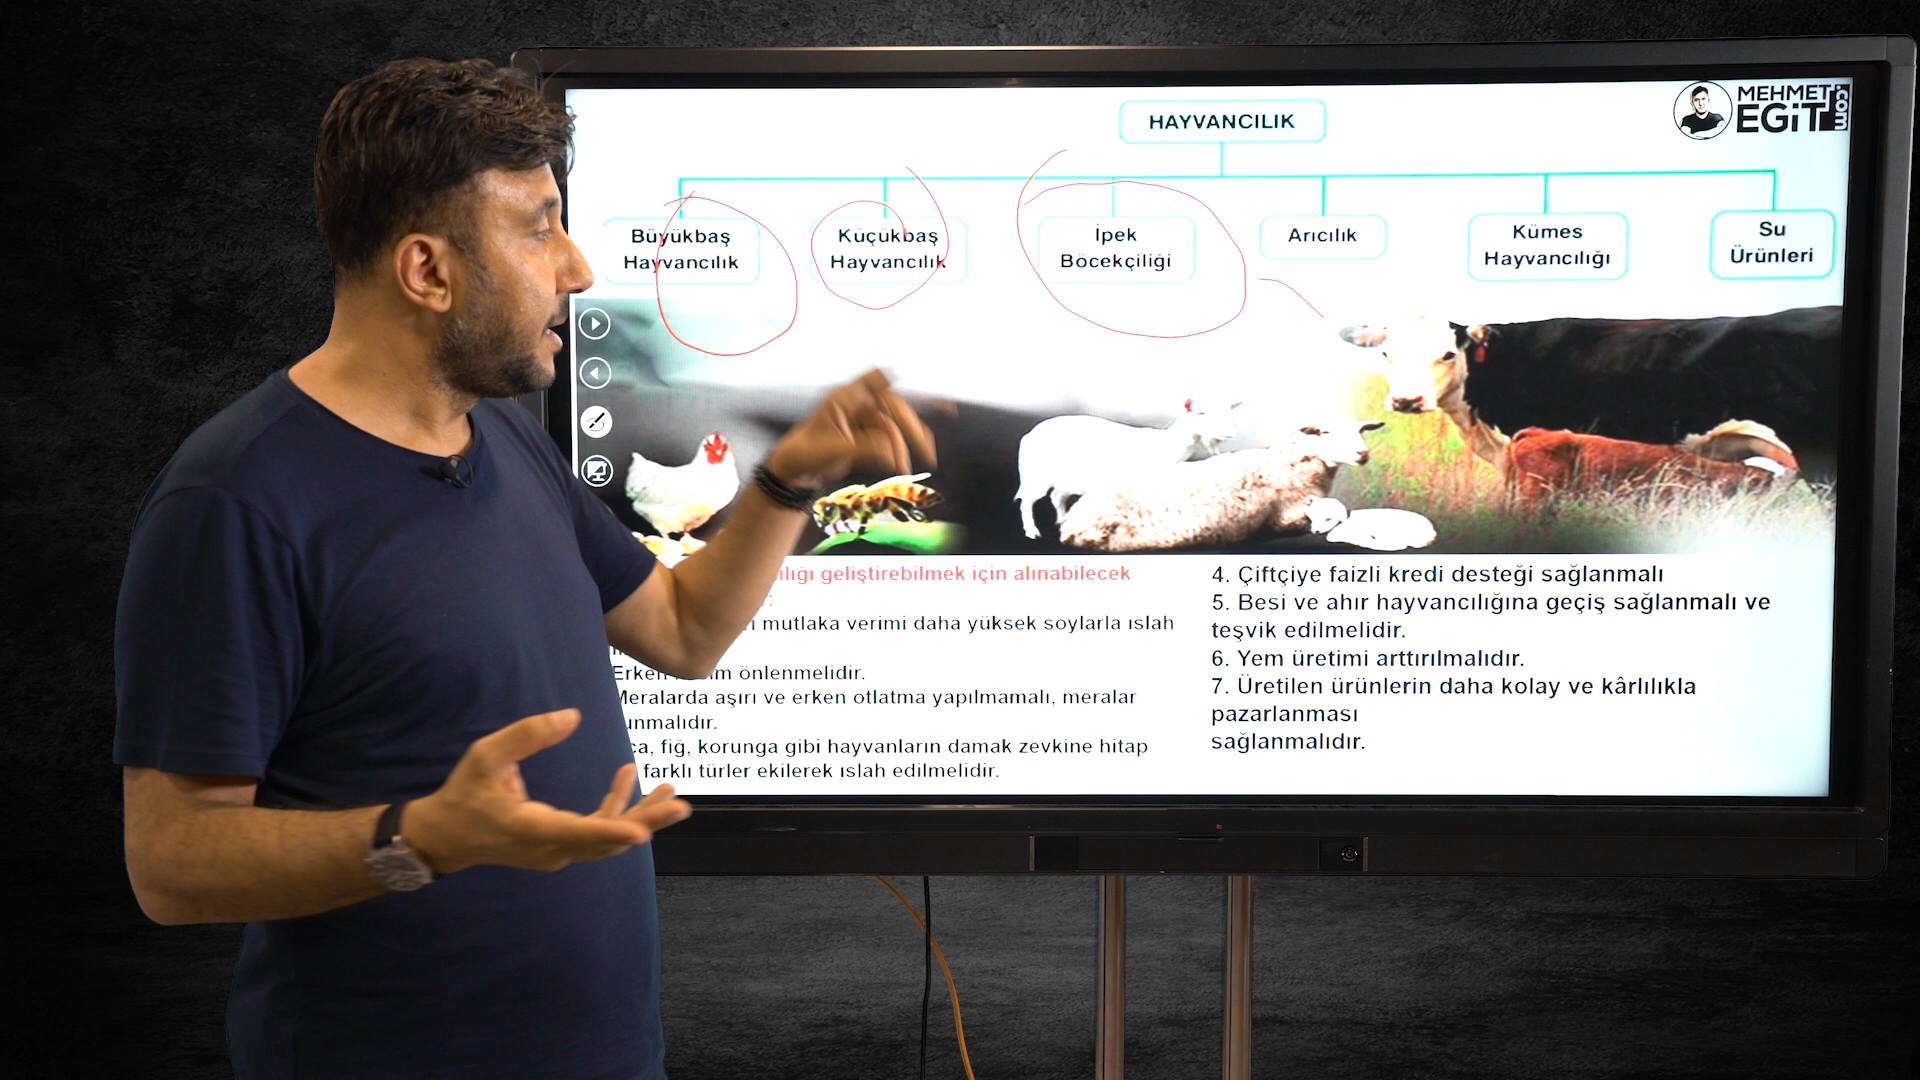 MEHMET
EGİT
.com
HAYVANCILIK
Büyükbaş
Hayvancılık
Küçükbaş
Hayvancılık
İpek
Böcekçiliği
Arıcılık
Kümes
Hayvancılığı
Su
Ürünleri
geliştirebilmek için alınabilecek
mutlaka verimi daha yüksek soylarla ıslah
Erken önlenmelidir.
Meralarda aşırı ve erken otlatma yapılmamalı, meralar
fiğ, korunga gibi hayvanların damak zevkine hitap
farklı türler ekilerek ıslah edilmelidir.
4. Çiftçiye faizli kredi desteği sağlanmalı
5. Besi ve ahır hayvancılığına geçiş sağlanmalı ve
teşvik edilmelidir.
6. Yem üretimi arttırılmalıdır.
7. Üretilen ürünlerin daha kolay ve kârlılıkla
pazarlanması
sağlanmalıdır.